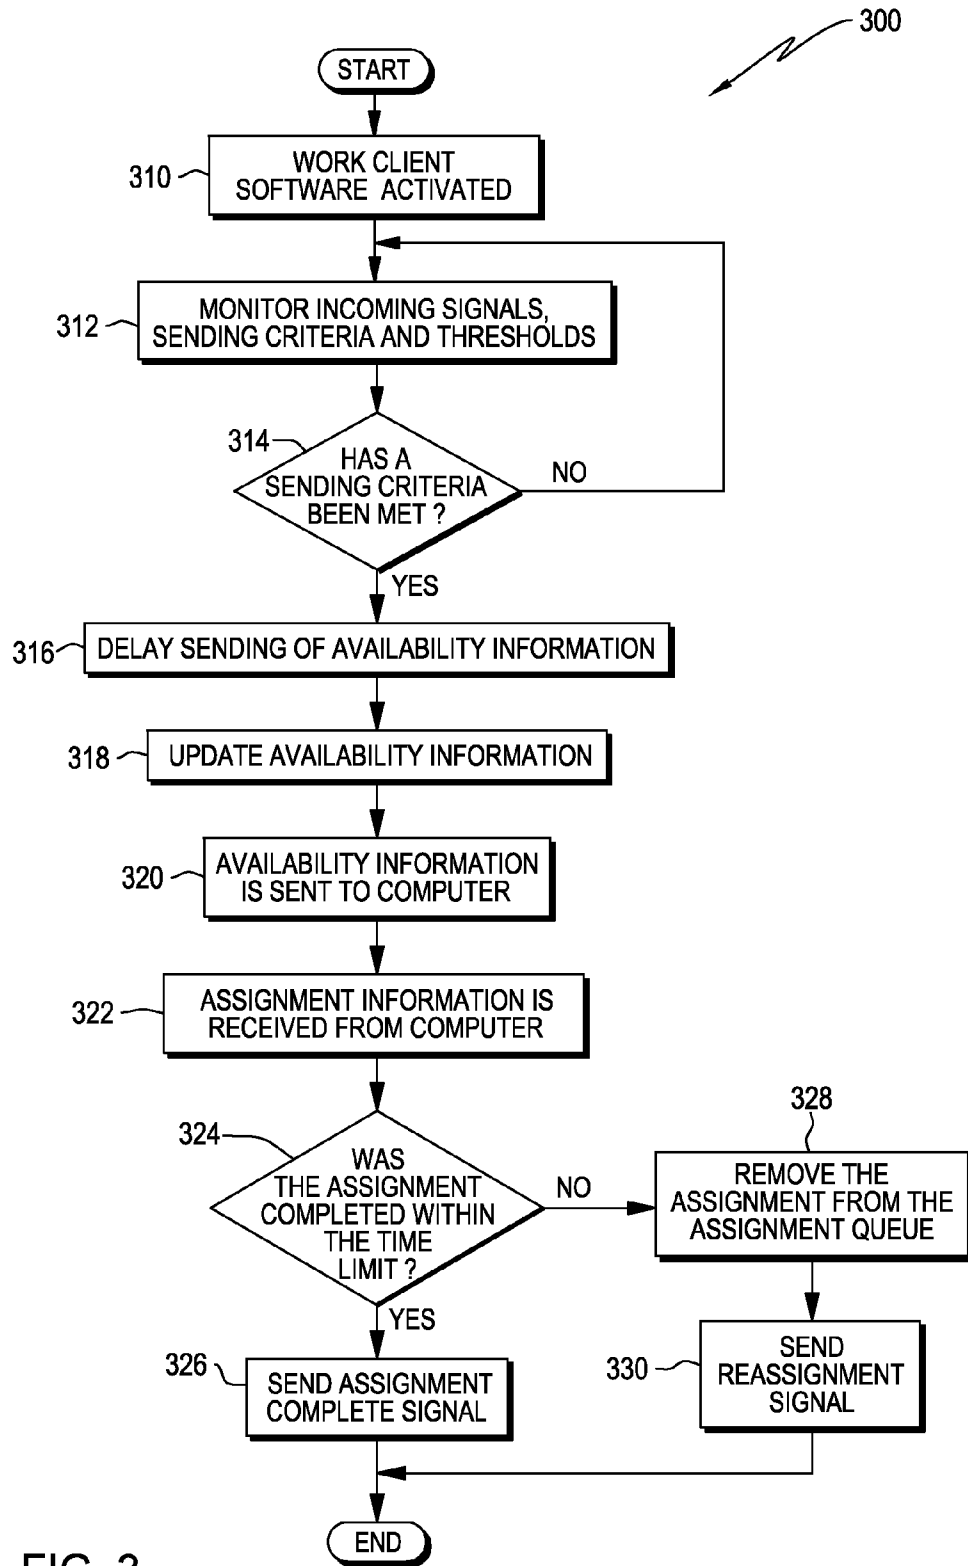 300
START
310
WORK CLIENT
SOFTWARE ACTIVATED
312
MONITOR INCOMING SIGNALS,
SENDING CRITERIA AND THRESHOLDS
314
HAS A
SENDING CRITERIA
BEEN MET ?
NO
YES
316
DELAY SENDING OF AVAILABILITY INFORMATION
318
UPDATE AVAILABILITY INFORMATION
320
AVAILABILITY INFORMATION
IS SENT TO COMPUTER
322
ASSIGNMENT INFORMATION IS
RECEIVED FROM COMPUTER
324
WAS
THE ASSIGNMENT
COMPLETED WITHIN
THE TIME
LIMIT ?
NO
YES
328
REMOVE THE
ASSIGNMENT FROM THE
ASSIGNMENT QUEUE
326
SEND ASSIGNMENT
COMPLETE SIGNAL
330
SEND
REASSIGNMENT
SIGNAL
END
FIG.